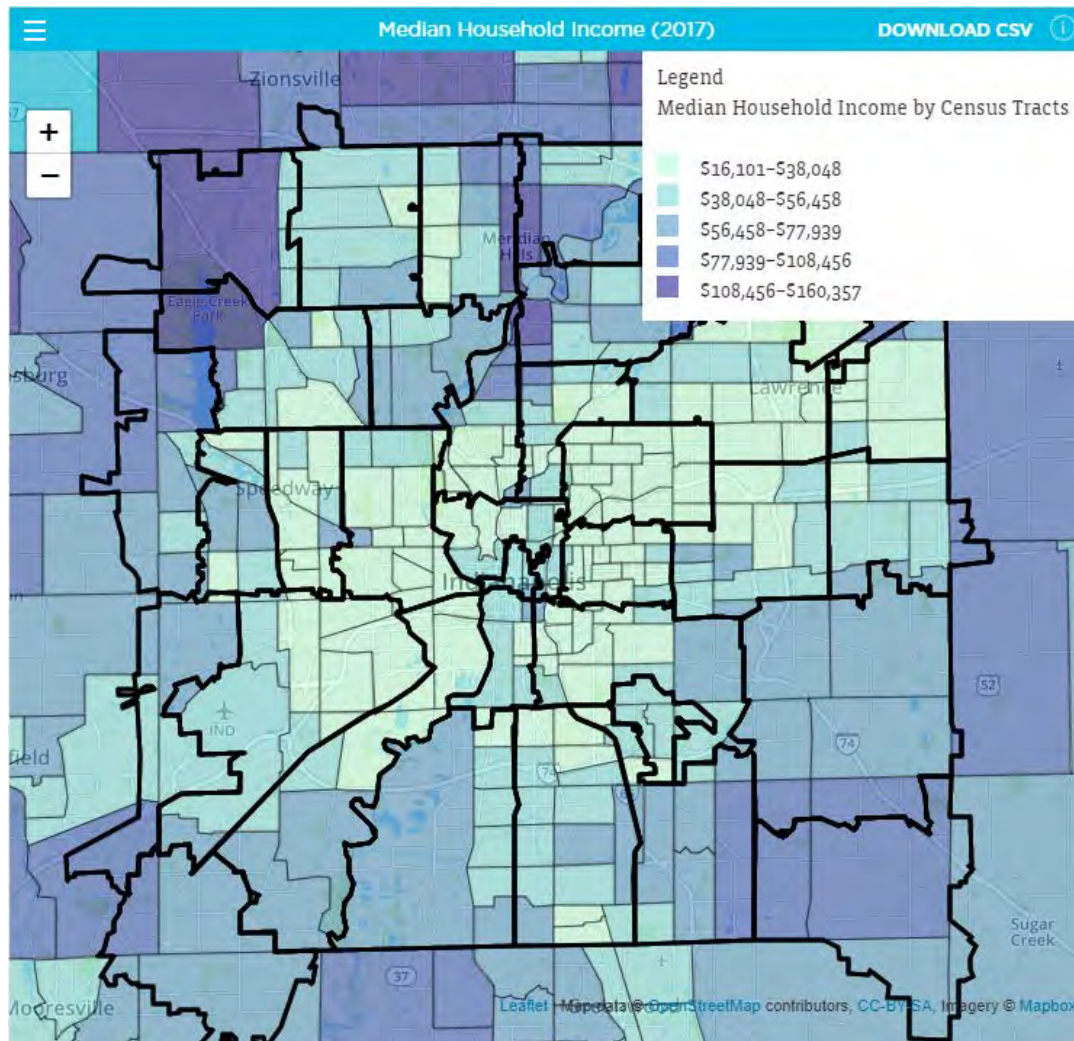 ☰ Median Household Income (2017) DOWNLOAD CSV ⓘ
Legend
Median Household Income by Census Tracts
$16,101–$38,048
$38,048–$56,458
$56,458–$77,939
$77,939–$108,456
$108,456–$160,357
+
−
Zionsville
Meridian
Hills
Eagle Creek
Park
sburg
Lawrence
Speedway
Indianapolis
IND
52
74
field
74
Sugar
Creek
37
Mooresville
Leaflet | Map data © OpenStreetMap contributors, CC-BY-SA, Imagery © Mapbox